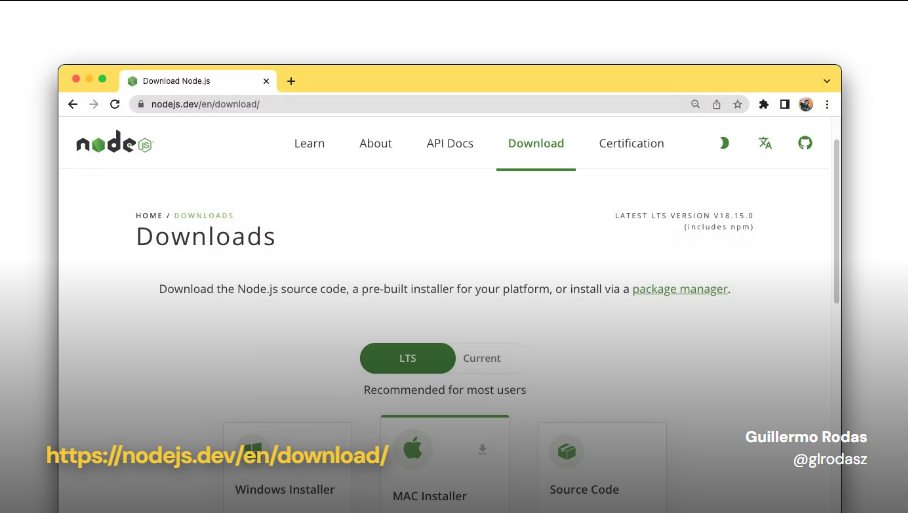 Download Node.js
nodejs.dev/en/download/
node JS
Learn About API Docs Download Certification
HOME / DOWNLOADS
LATEST LTS VERSION V18.15.0
(includes npm)
Downloads
Download the Node.js source code, a pre-built installer for your platform, or install via a package manager.
LTS Current
Recommended for most users
https://nodejs.dev/en/download/
Guillermo Rodas
@glrodasz
Windows Installer MAC Installer Source Code